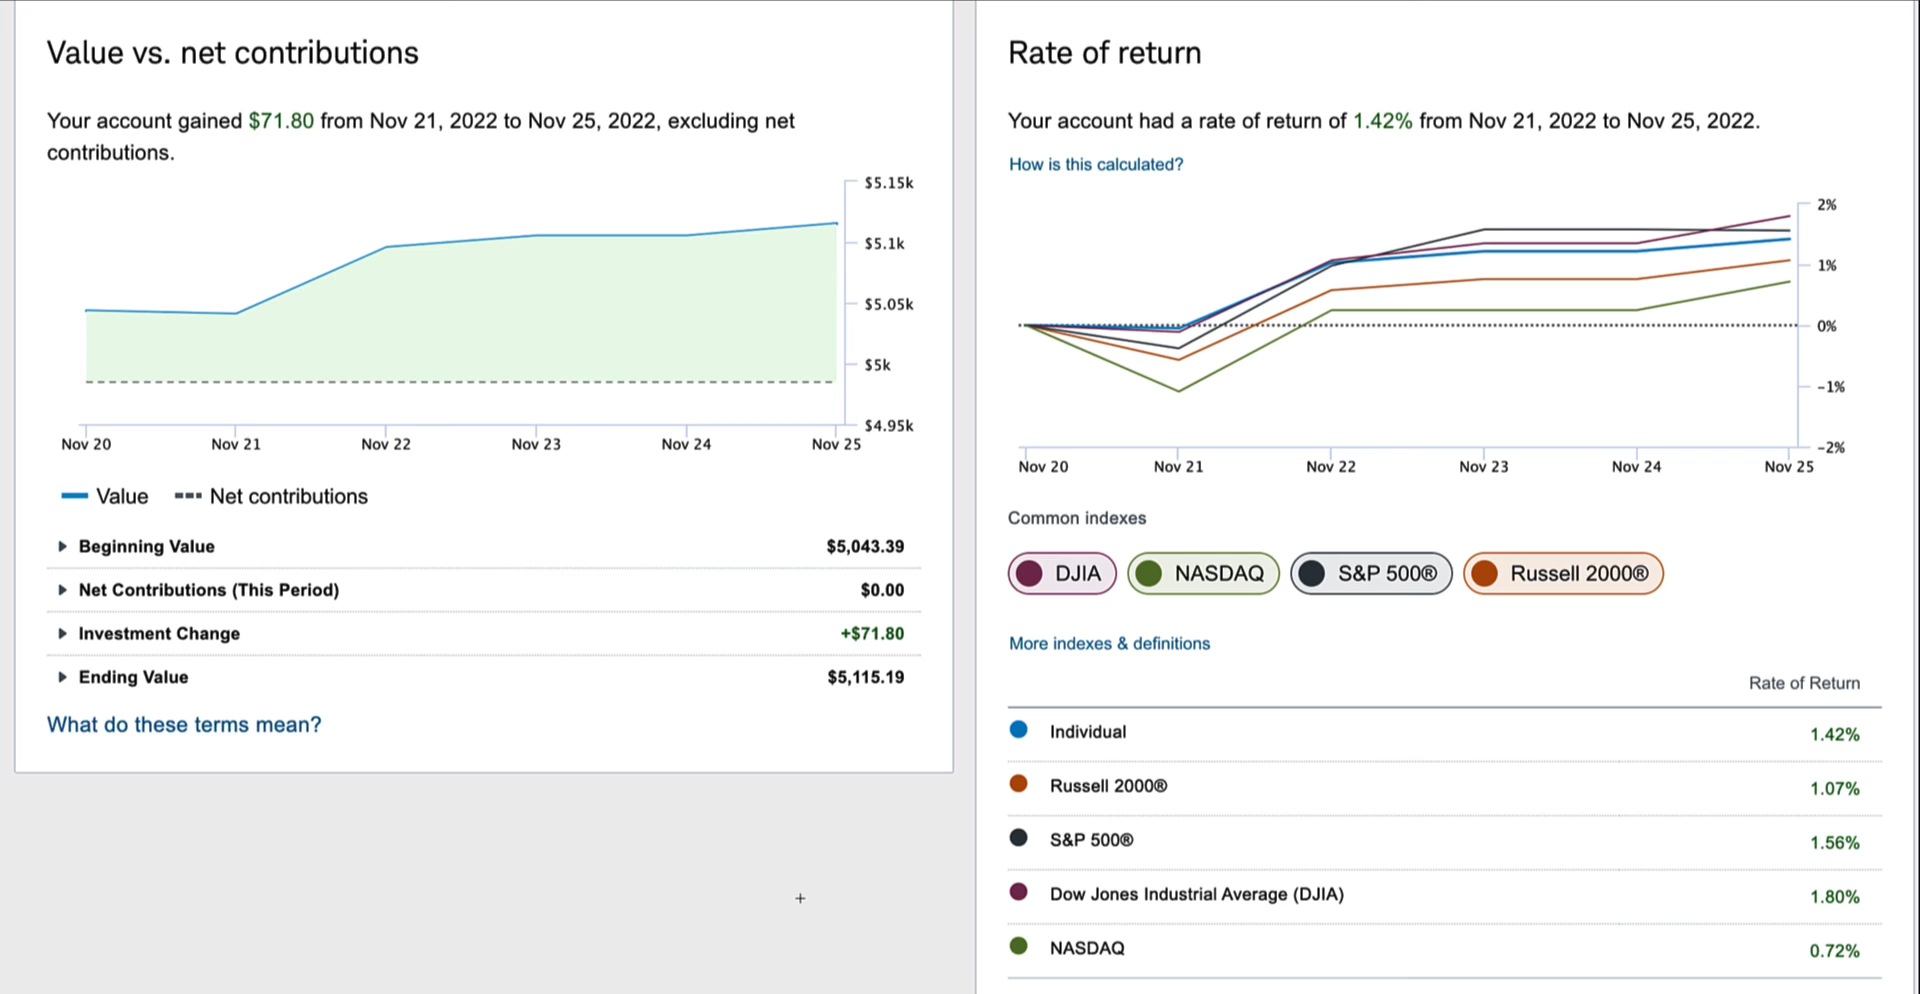 Value vs. net contributions
Your account gained $71.80 from Nov 21, 2022 to Nov 25, 2022, excluding net
contributions.
$5.15k
$5.1k
$5.05k
$5k
$4.95k
Nov 20 Nov 21 Nov 22 Nov 23 Nov 24 Nov 25
Value Net contributions
Beginning Value $5,043.39
Net Contributions (This Period) $0.00
Investment Change +$71.80
Ending Value $5,115.19
What do these terms mean?
Rate of return
Your account had a rate of return of 1.42% from Nov 21, 2022 to Nov 25, 2022.
How is this calculated?
2%
1%
0%
-1%
-2%
Nov 20 Nov 21 Nov 22 Nov 23 Nov 24 Nov 25
Common indexes
DJIA NASDAQ S&P 500® Russell 2000®
More indexes & definitions
Rate of Return
Individual 1.42%
Russell 2000® 1.07%
S&P 500® 1.56%
Dow Jones Industrial Average (DJIA) 1.80%
NASDAQ 0.72%